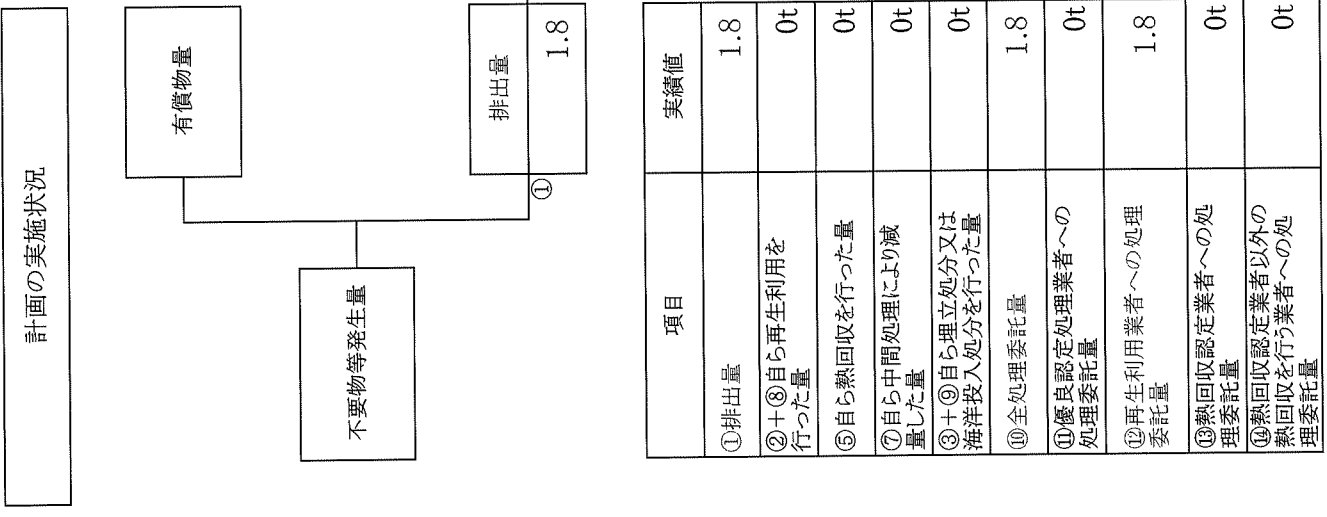 計画の実施状況
有償物量
不要物等発生量
排出量
①
1.8
項目
実績値
①排出量
1.8
②+⑧自ら再生利用を
行った量
0t
⑤自ら熱回収を行った量
0t
⑦自ら中間処理により減
量した量
0t
③+⑨自ら埋立処分又は
海洋投入処分を行った量
0t
⑩全処理委託量
1.8
⑪優良認定処理業者への
処理委託量
0t
⑫再生利用業者への処理
委託量
1.8
⑬熱回収認定業者への処
理委託量
0t
⑭熱回収認定業者以外の
熱回収を行う業者への処
理委託量
0t